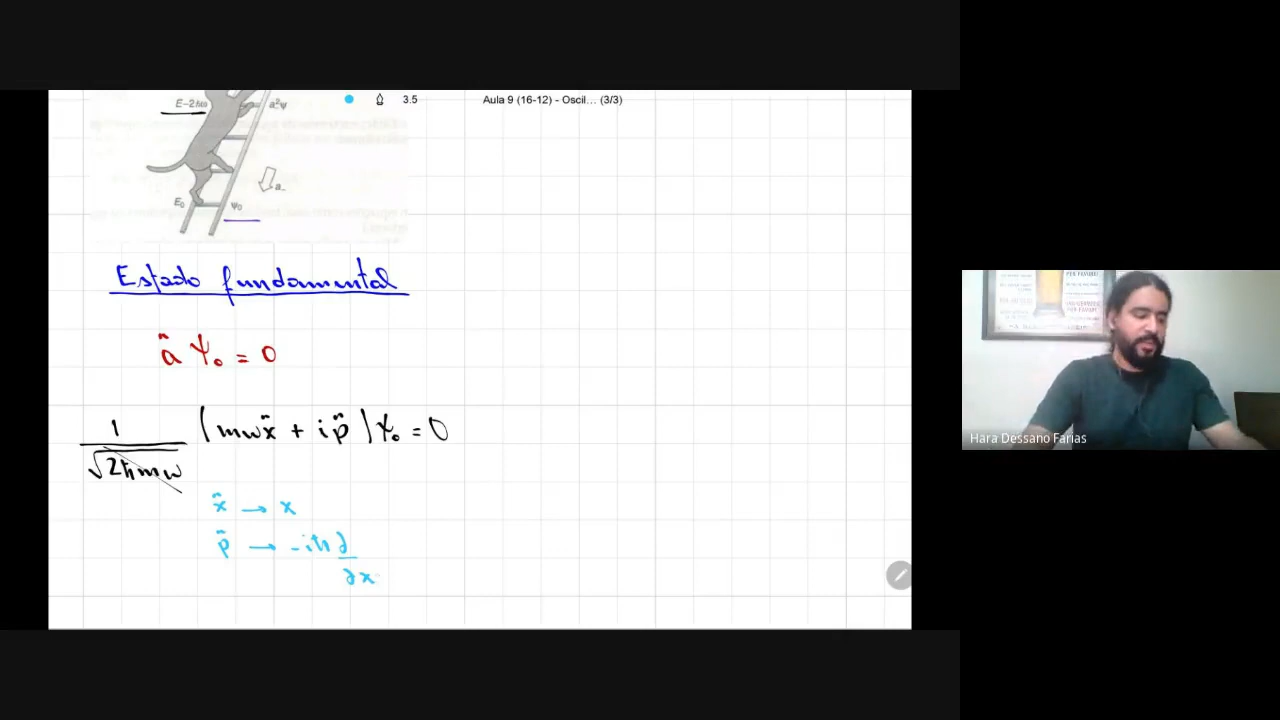 3.5 Aula 9 (16-12) - Oscil... (3/3)
E-2ħω a²ψ
a_
E₀ ψ₀
Estado fundamental
â Ψ₀ = 0
1/√2ħmω (mωx̂ + ip̂)Ψ₀ = 0
x̂ → x
p̂ → -iħ ∂/∂x
Hara Dessano Farias